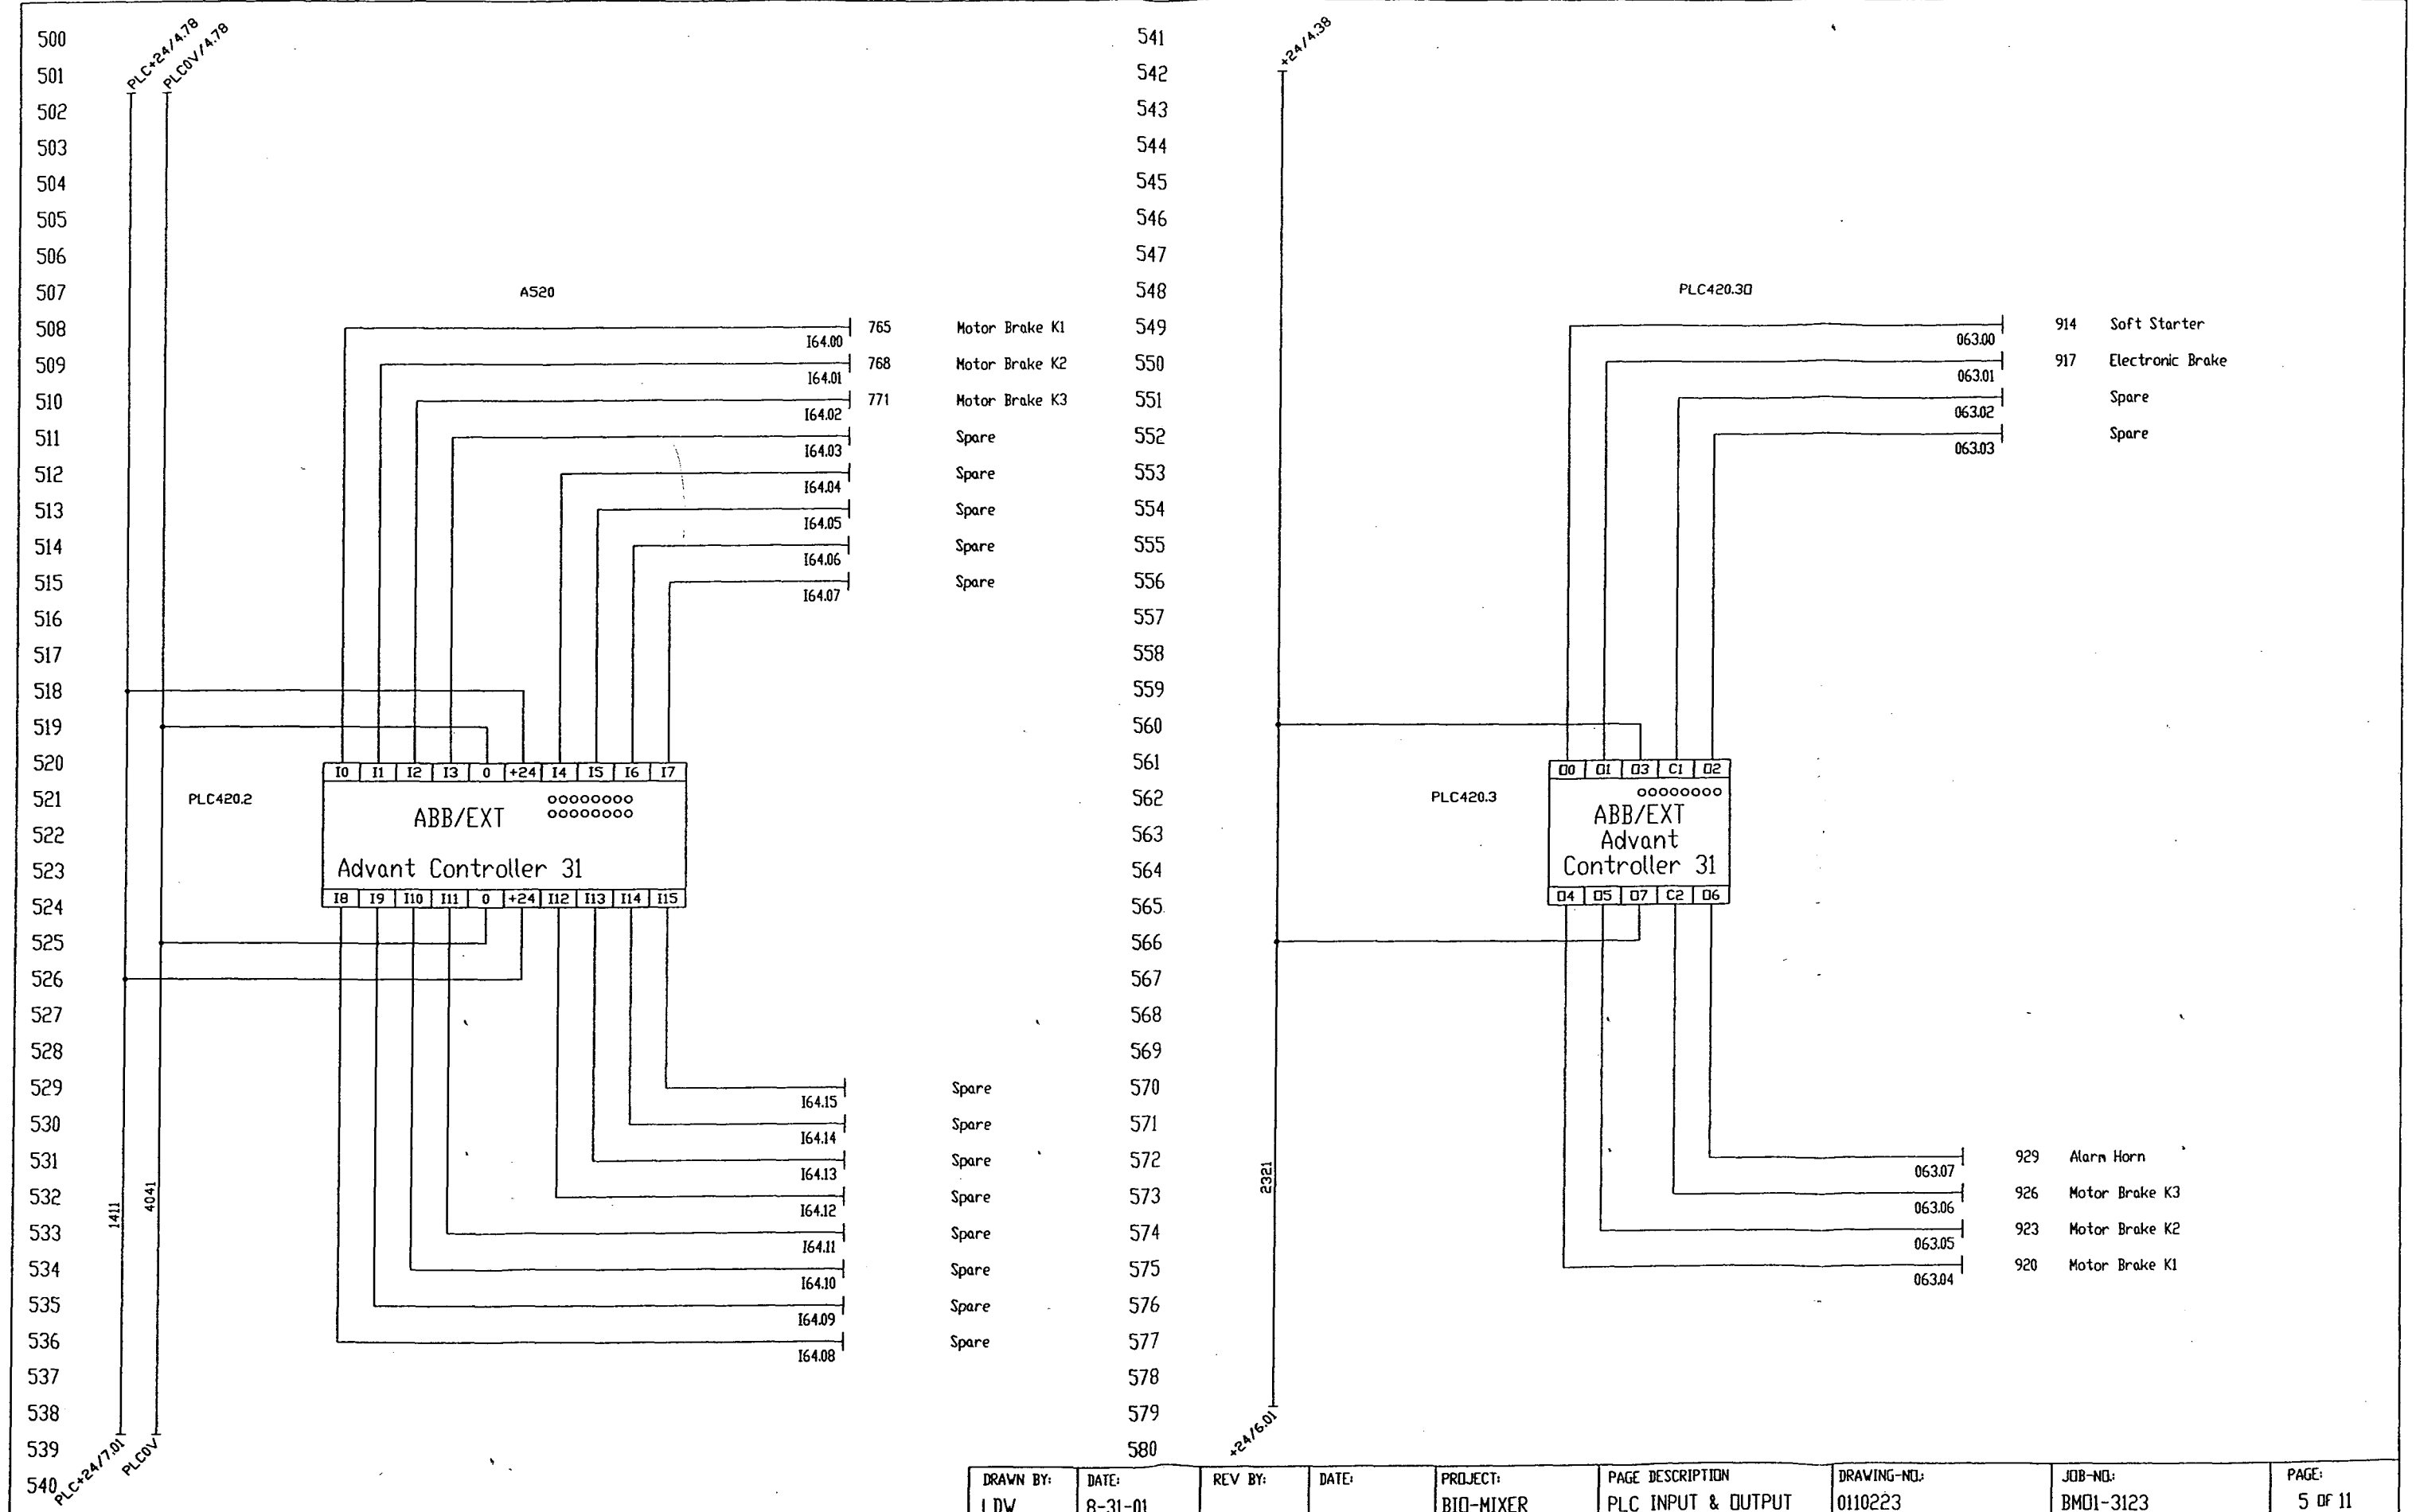 500
501
502
503
504
505
506
507
508
509
510
511
512
513
514
515
516
517
518
519
520
521
522
523
524
525
526
527
528
529
530
531
532
533
534
535
536
537
538
539
540
PLC+24/4.78
PLC0V/4.78
A520
765 Motor Brake K1
I64.00
768 Motor Brake K2
I64.01
771 Motor Brake K3
I64.02
Spare
I64.03
Spare
I64.04
Spare
I64.05
Spare
I64.06
Spare
I64.07
I0 I1 I2 I3 0 +24 I4 I5 I6 I7
PLC420.2
ABB/EXT
Advant Controller 31
I8 I9 I10 I11 0 +24 I12 I13 I14 I15
Spare
I64.15
Spare
I64.14
Spare
I64.13
Spare
I64.12
Spare
I64.11
Spare
I64.10
Spare
I64.09
Spare
I64.08
1411
4041
PLC+24/7.01
PLC0V
541
542
543
544
545
546
547
548
549
550
551
552
553
554
555
556
557
558
559
560
561
562
563
564
565
566
567
568
569
570
571
572
573
574
575
576
577
578
579
580
+24/4.38
PLC420.30
914 Soft Starter
O63.00
917 Electronic Brake
O63.01
Spare
O63.02
Spare
O63.03
O0 O1 O3 C1 O2
PLC420.3
ABB/EXT
Advant
Controller 31
O4 O5 O7 C2 O6
929 Alarm Horn
O63.07
926 Motor Brake K3
O63.06
923 Motor Brake K2
O63.05
920 Motor Brake K1
O63.04
2321
+24/6.01
DRAWN BY: DATE: REV BY: DATE: PROJECT: PAGE DESCRIPTION DRAWING-NO.: JOB-NO.: PAGE:
LDW 8-31-01 BIO-MIXER PLC INPUT & OUTPUT 0110223 BM01-3123 5 OF 11